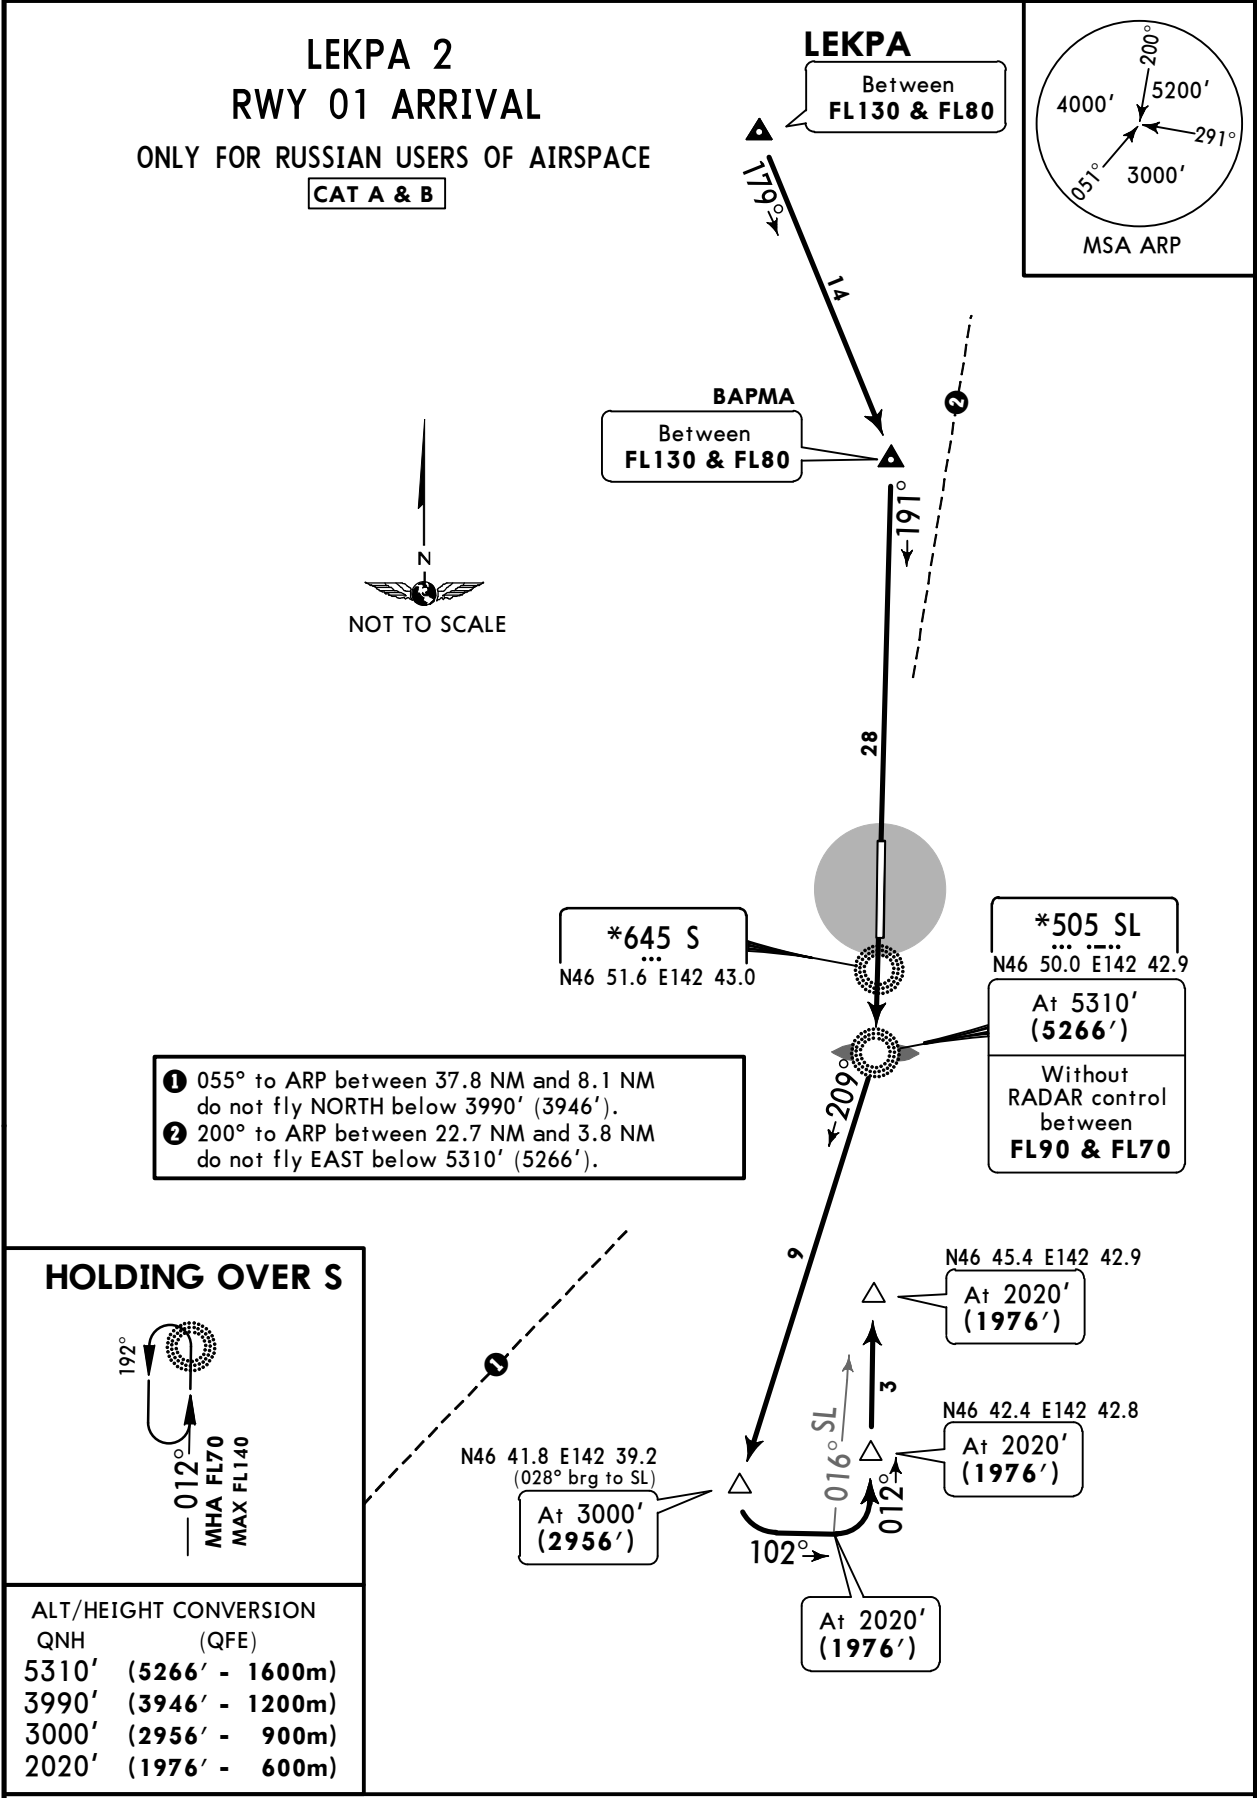 LEKPA 2
RWY 01 ARRIVAL
ONLY FOR RUSSIAN USERS OF AIRSPACE
CAT A & B
LEKPA
Between
FL130 & FL80
200°
4000' 5200'
291°
051°
3000'
MSA ARP
179°
14
BAPMA
Between
FL130 & FL80
2
191°
N
NOT TO SCALE
28
*645 S
N46 51.6 E142 43.0
*505 SL
N46 50.0 E142 42.9
At 5310'
(5266')
Without
RADAR control
between
FL90 & FL70
209°
1 055° to ARP between 37.8 NM and 8.1 NM
do not fly NORTH below 3990' (3946').
2 200° to ARP between 22.7 NM and 3.8 NM
do not fly EAST below 5310' (5266').
9
1
N46 45.4 E142 42.9
At 2020'
(1976')
3
016° SL
N46 42.4 E142 42.8
At 2020'
(1976')
012°
N46 41.8 E142 39.2
(028° brg to SL)
At 3000'
(2956')
102°
At 2020'
(1976')
HOLDING OVER S
192°
012°
MHA FL70
MAX FL140
ALT/HEIGHT CONVERSION
QNH (QFE)
5310' (5266' - 1600m)
3990' (3946' - 1200m)
3000' (2956' - 900m)
2020' (1976' - 600m)